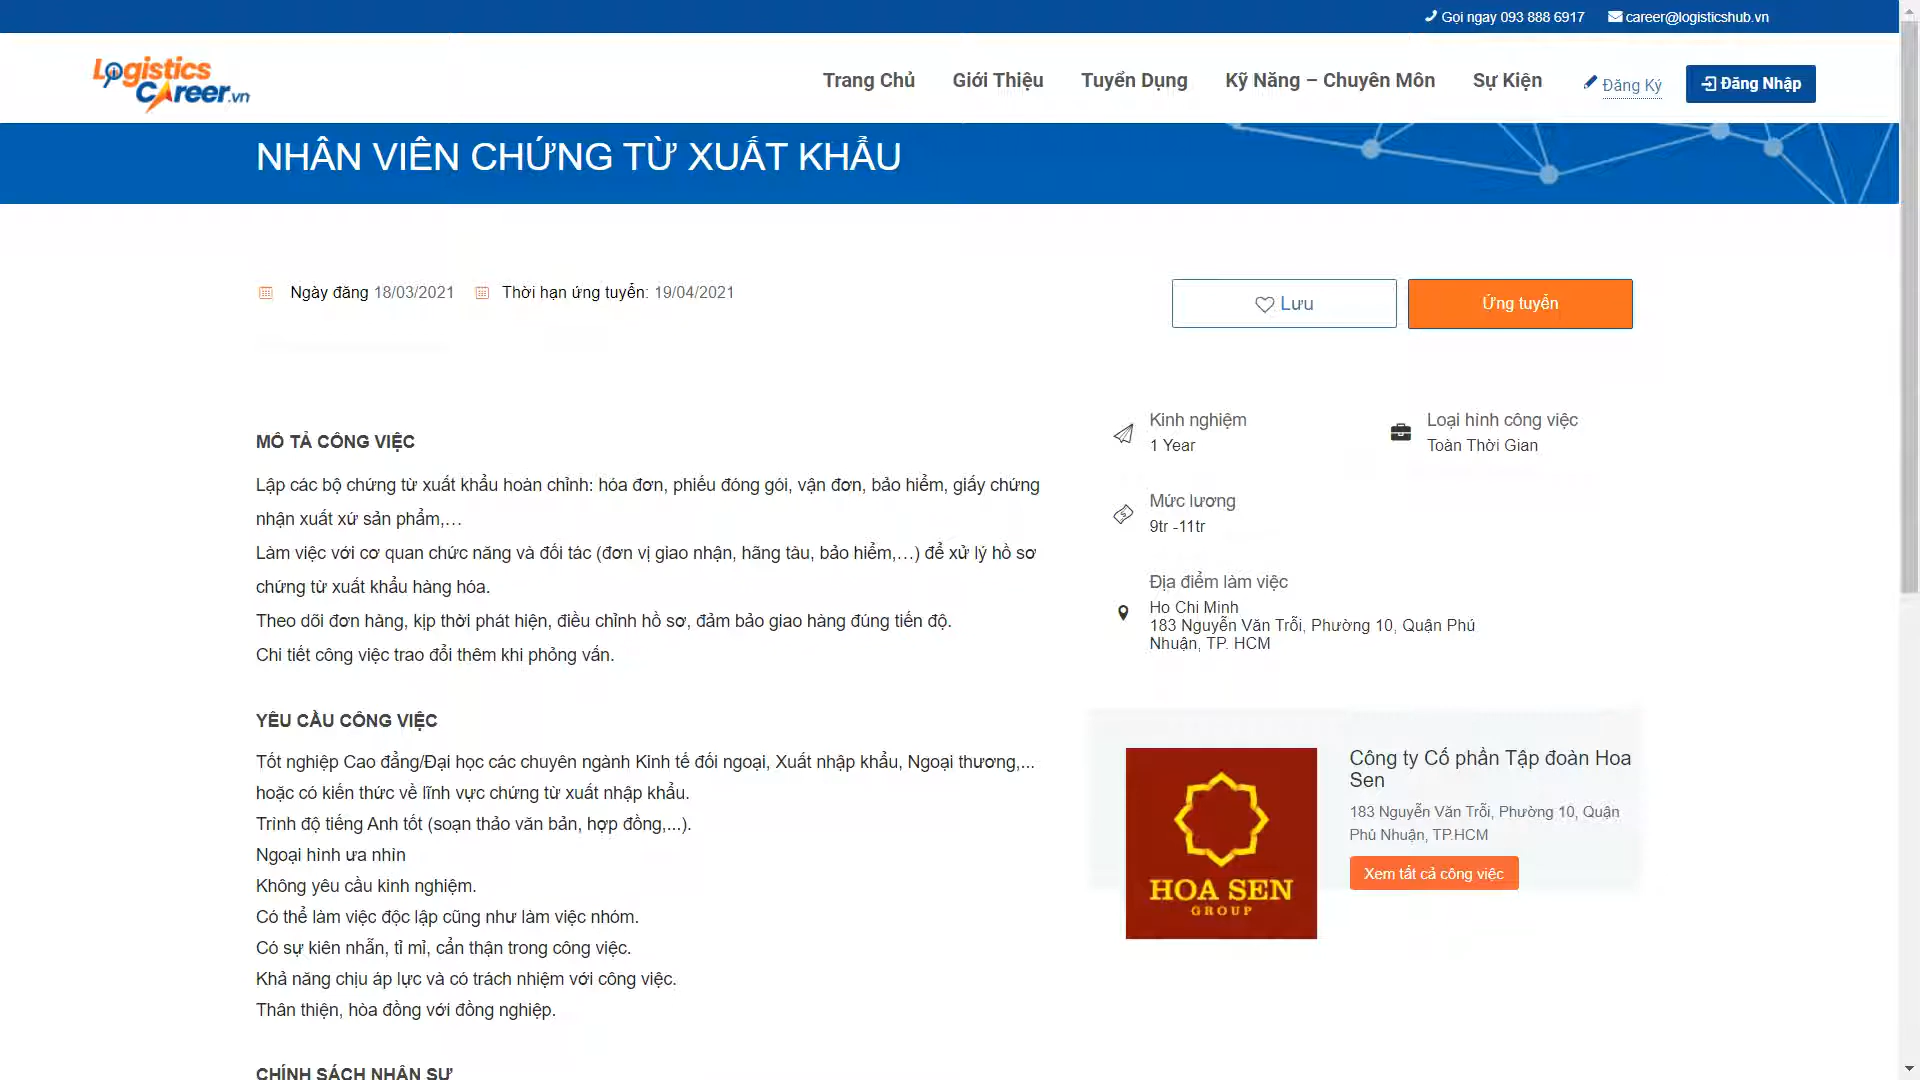 Gọi ngay 093 888 6917 career@logisticshub.vn
Logistics
Career.vn
Trang Chủ Giới Thiệu Tuyển Dụng Kỹ Năng – Chuyên Môn Sự Kiện Đăng Ký Đăng Nhập
NHÂN VIÊN CHỨNG TỪ XUẤT KHẨU
Ngày đăng 18/03/2021 Thời hạn ứng tuyển: 19/04/2021
Lưu
Ứng tuyển
MÔ TẢ CÔNG VIỆC
Lập các bộ chứng từ xuất khẩu hoàn chỉnh: hóa đơn, phiếu đóng gói, vận đơn, bảo hiểm, giấy chứng
nhận xuất xứ sản phẩm,…
Làm việc với cơ quan chức năng và đối tác (đơn vị giao nhận, hãng tàu, bảo hiểm,…) để xử lý hồ sơ
chứng từ xuất khẩu hàng hóa.
Theo dõi đơn hàng, kịp thời phát hiện, điều chỉnh hồ sơ, đảm bảo giao hàng đúng tiến độ.
Chi tiết công việc trao đổi thêm khi phỏng vấn.
YÊU CẦU CÔNG VIỆC
Tốt nghiệp Cao đẳng/Đại học các chuyên ngành Kinh tế đối ngoại, Xuất nhập khẩu, Ngoại thương,...
hoặc có kiến thức về lĩnh vực chứng từ xuất nhập khẩu.
Trình độ tiếng Anh tốt (soạn thảo văn bản, hợp đồng,...).
Ngoại hình ưa nhìn
Không yêu cầu kinh nghiệm.
Có thể làm việc độc lập cũng như làm việc nhóm.
Có sự kiên nhẫn, tỉ mỉ, cẩn thận trong công việc.
Khả năng chịu áp lực và có trách nhiệm với công việc.
Thân thiện, hòa đồng với đồng nghiệp.
CHÍNH SÁCH NHÂN SỰ
Kinh nghiệm
1 Year
Loại hình công việc
Toàn Thời Gian
Mức lương
9tr -11tr
Địa điểm làm việc
Ho Chi Minh
183 Nguyễn Văn Trỗi, Phường 10, Quận Phú
Nhuận, TP. HCM
HOA SEN
GROUP
Công ty Cổ phần Tập đoàn Hoa
Sen
183 Nguyễn Văn Trỗi, Phường 10, Quận
Phú Nhuận, TP.HCM
Xem tất cả công việc